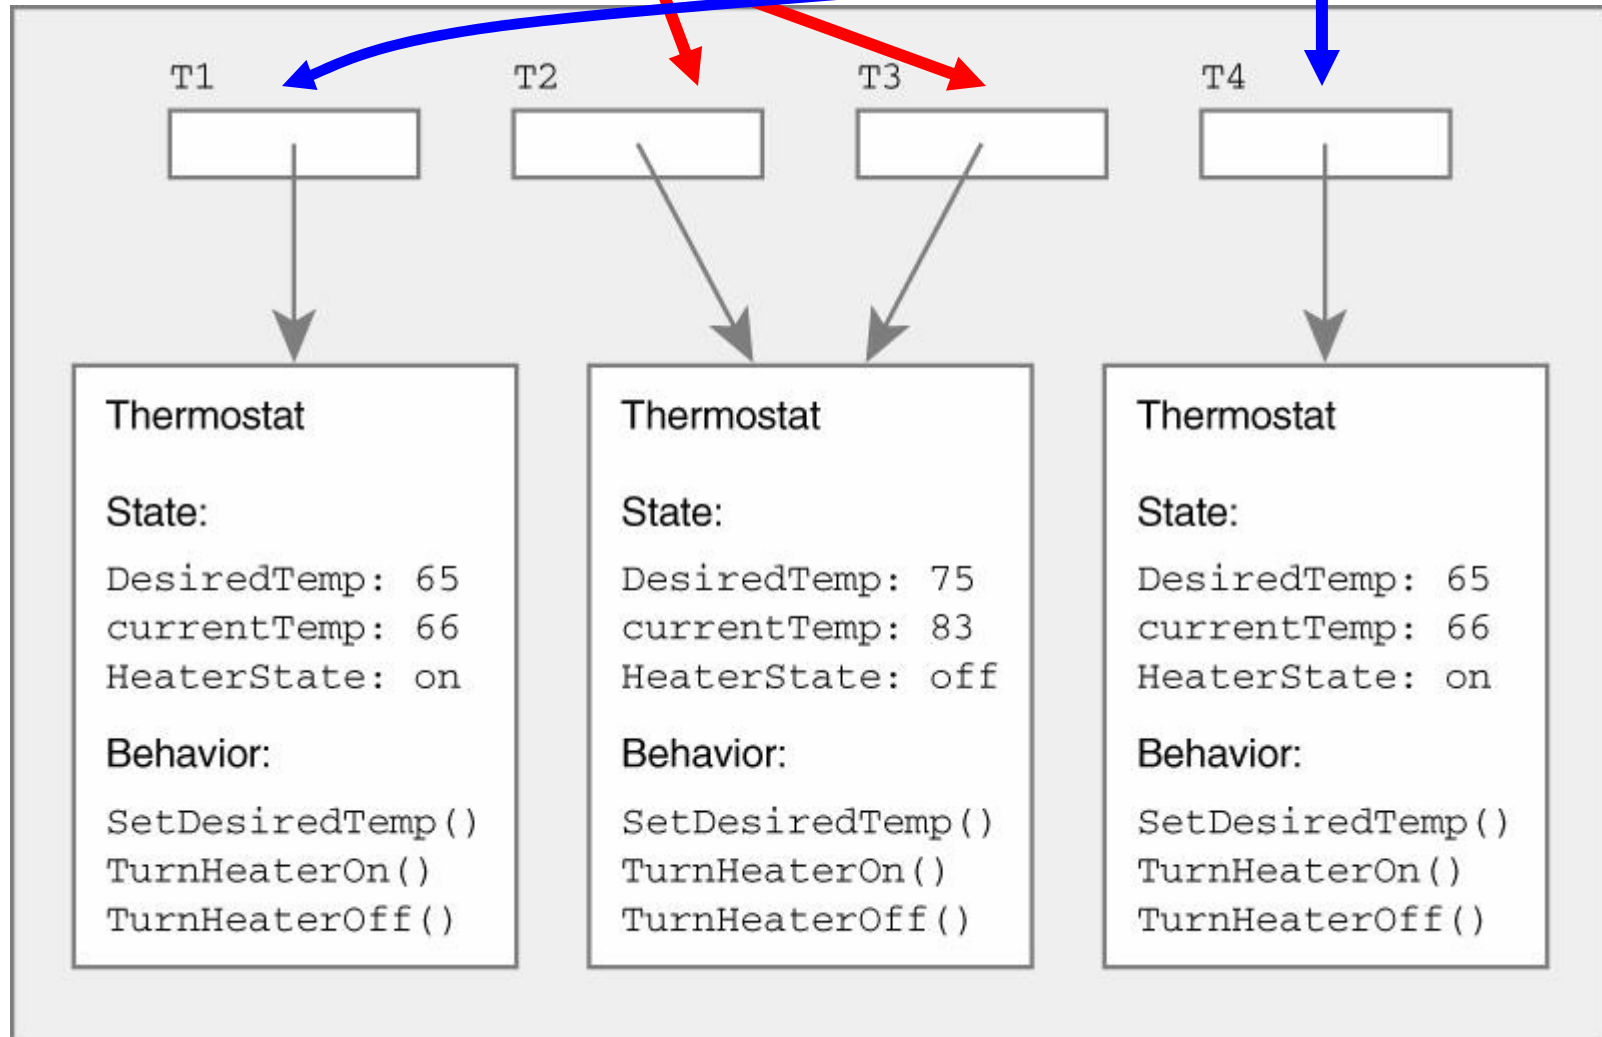 T1
T2
T3
T4
Thermostat
State:
DesiredTemp: 65
currentTemp: 66
HeaterState: on
Behavior:
SetDesiredTemp()
TurnHeaterOn()
TurnHeaterOff()
Thermostat
State:
DesiredTemp: 75
currentTemp: 83
HeaterState: off
Behavior:
SetDesiredTemp()
TurnHeaterOn()
TurnHeaterOff()
Thermostat
State:
DesiredTemp: 65
currentTemp: 66
HeaterState: on
Behavior:
SetDesiredTemp()
TurnHeaterOn()
TurnHeaterOff()